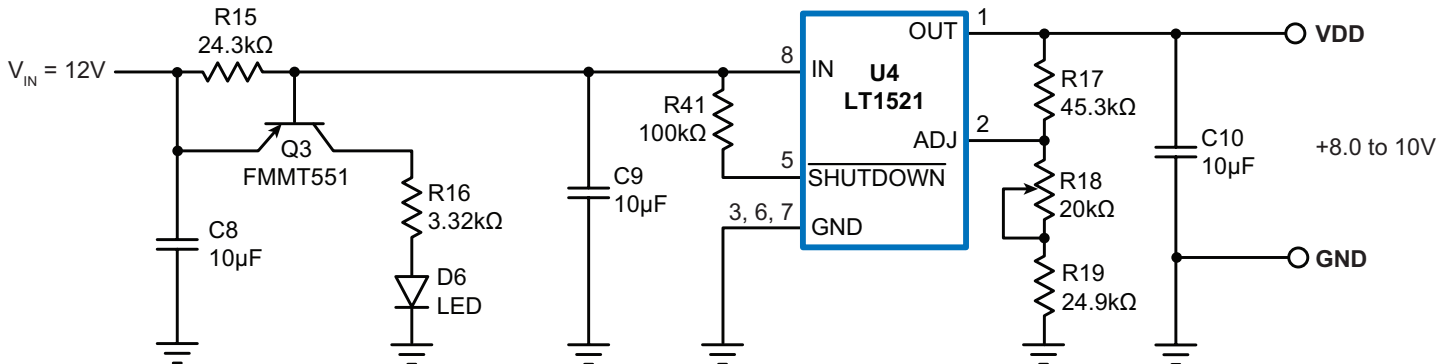 R15
24.3kΩ
VIN = 12V
Q3
FMMT551
C8
10µF
R16
3.32kΩ
D6
LED
C9
10µF
R41
100kΩ
8
5
3, 6, 7
IN
U4
LT1521
OUT
ADJ
SHUTDOWN
GND
1
2
R17
45.3kΩ
R18
20kΩ
R19
24.9kΩ
C10
10µF
VDD
+8.0 to 10V
GND